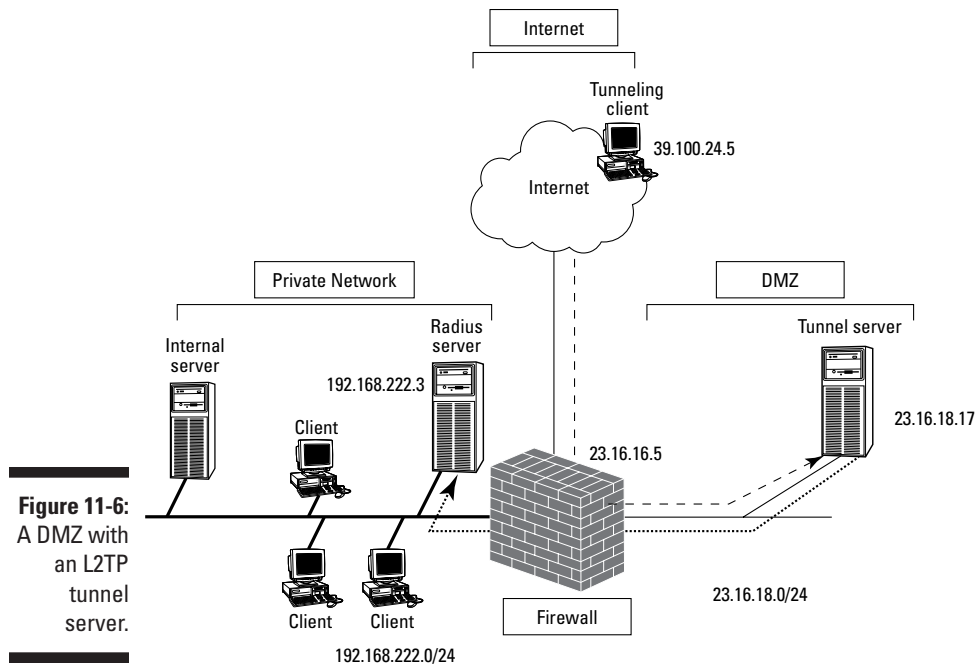 Internet
Tunneling
client
39.100.24.5
Internet
Private Network
DMZ
Internal
server
Radius
server
Tunnel server
192.168.222.3
Client
23.16.18.17
23.16.16.5
Figure 11-6:
A DMZ with
an L2TP
tunnel
server.
Client
Client
Firewall
23.16.18.0/24
192.168.222.0/24